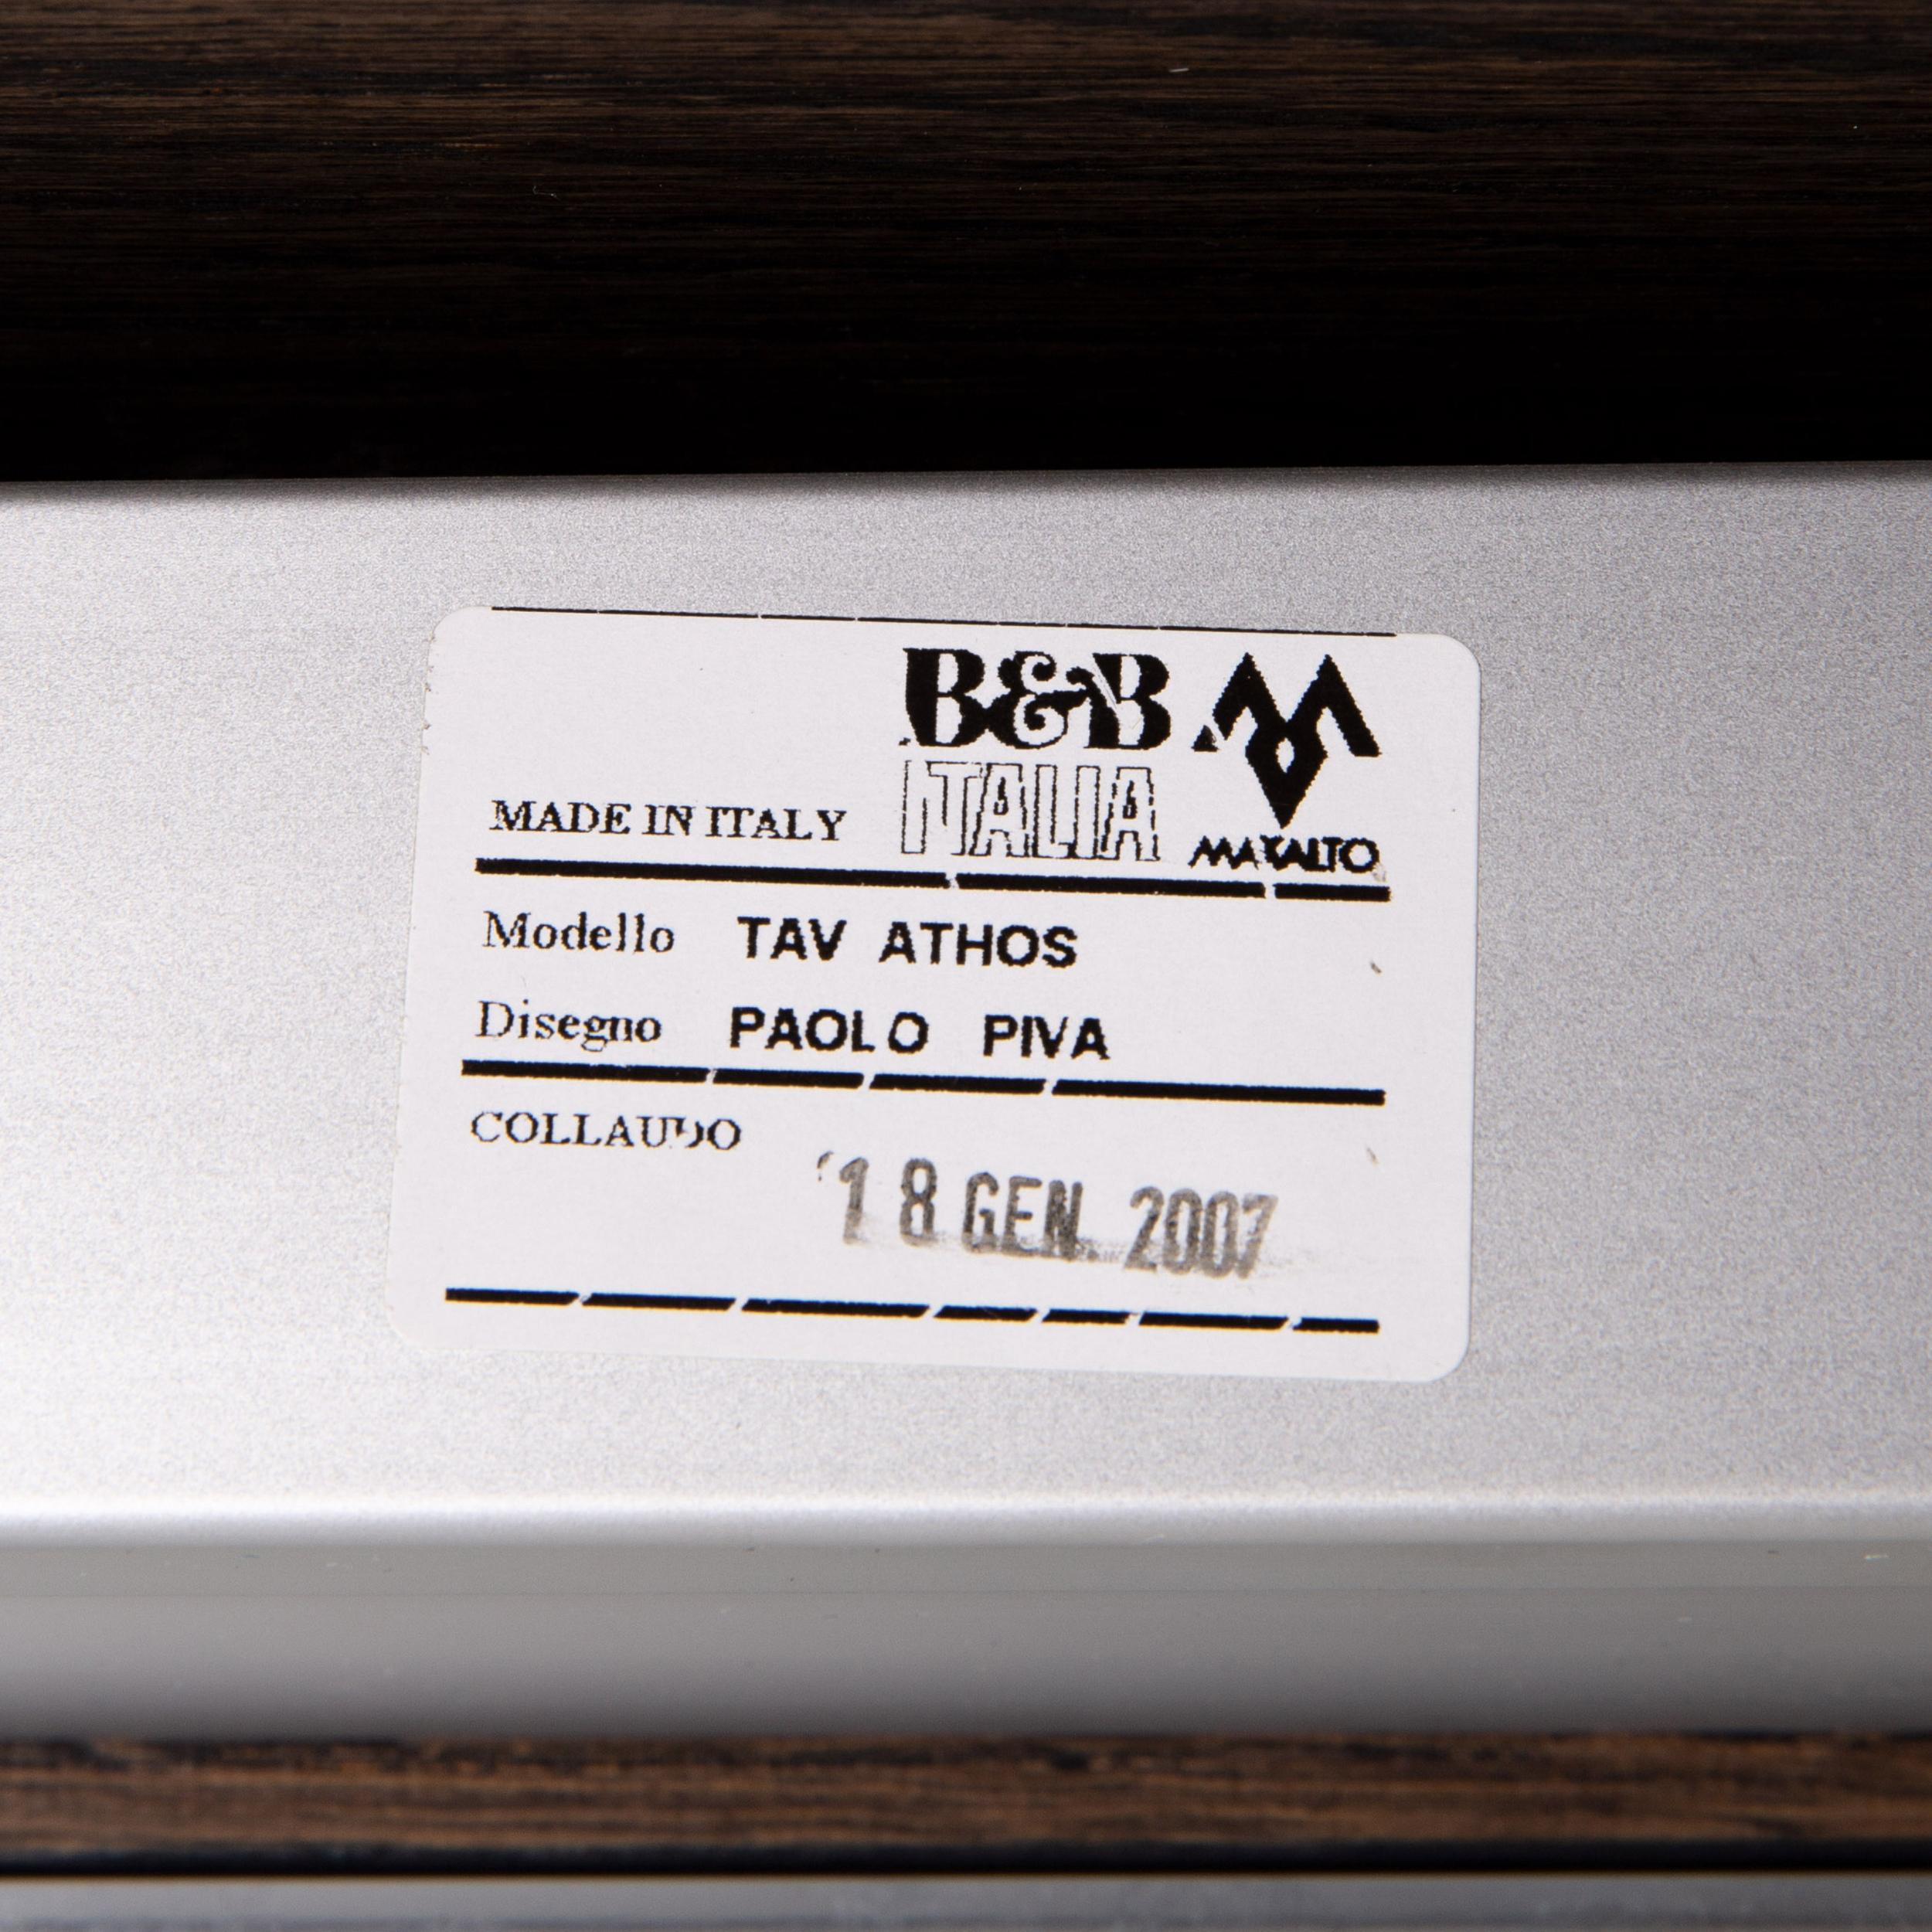 B&B
ITALIA
MAXALTO
MADE IN ITALY
Modello TAV ATHOS
Disegno PAOLO PIVA
COLLAUDO
18 GEN. 2007